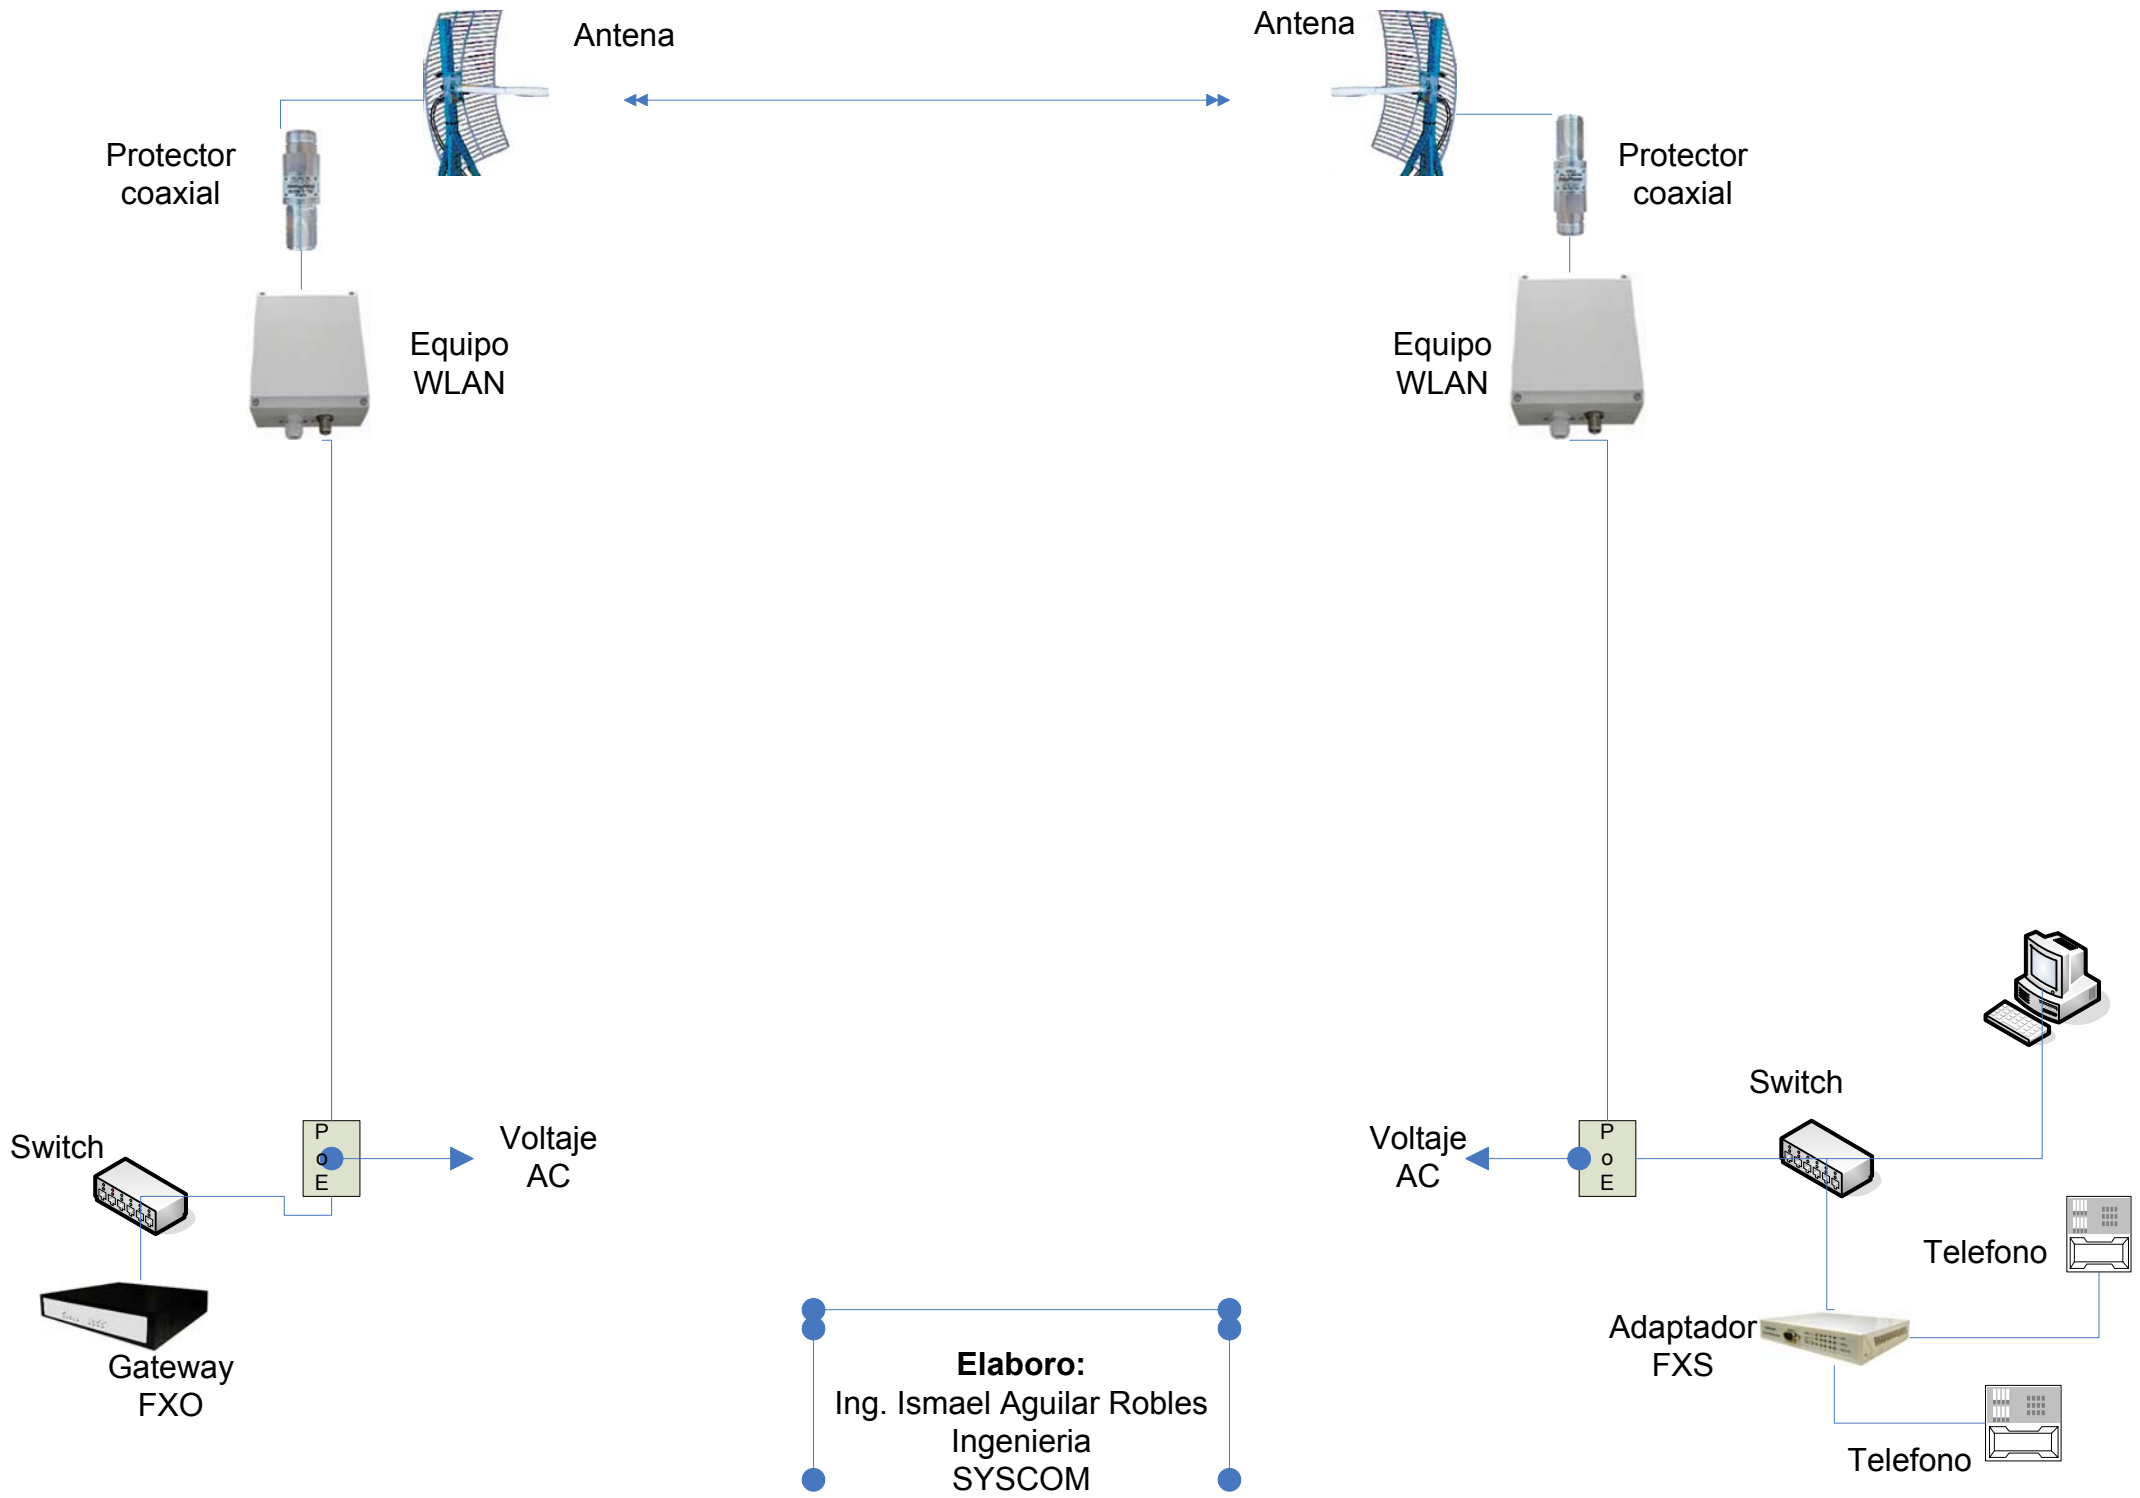 Antena
Antena
Protector
coaxial
Protector
coaxial
Equipo
WLAN
Equipo
WLAN
Switch
P
o
E
Voltaje
AC
Voltaje
AC
P
o
E
Switch
Telefono
Gateway
FXO
Adaptador
FXS
Telefono
Elaboro:
Ing. Ismael Aguilar Robles
Ingenieria
SYSCOM